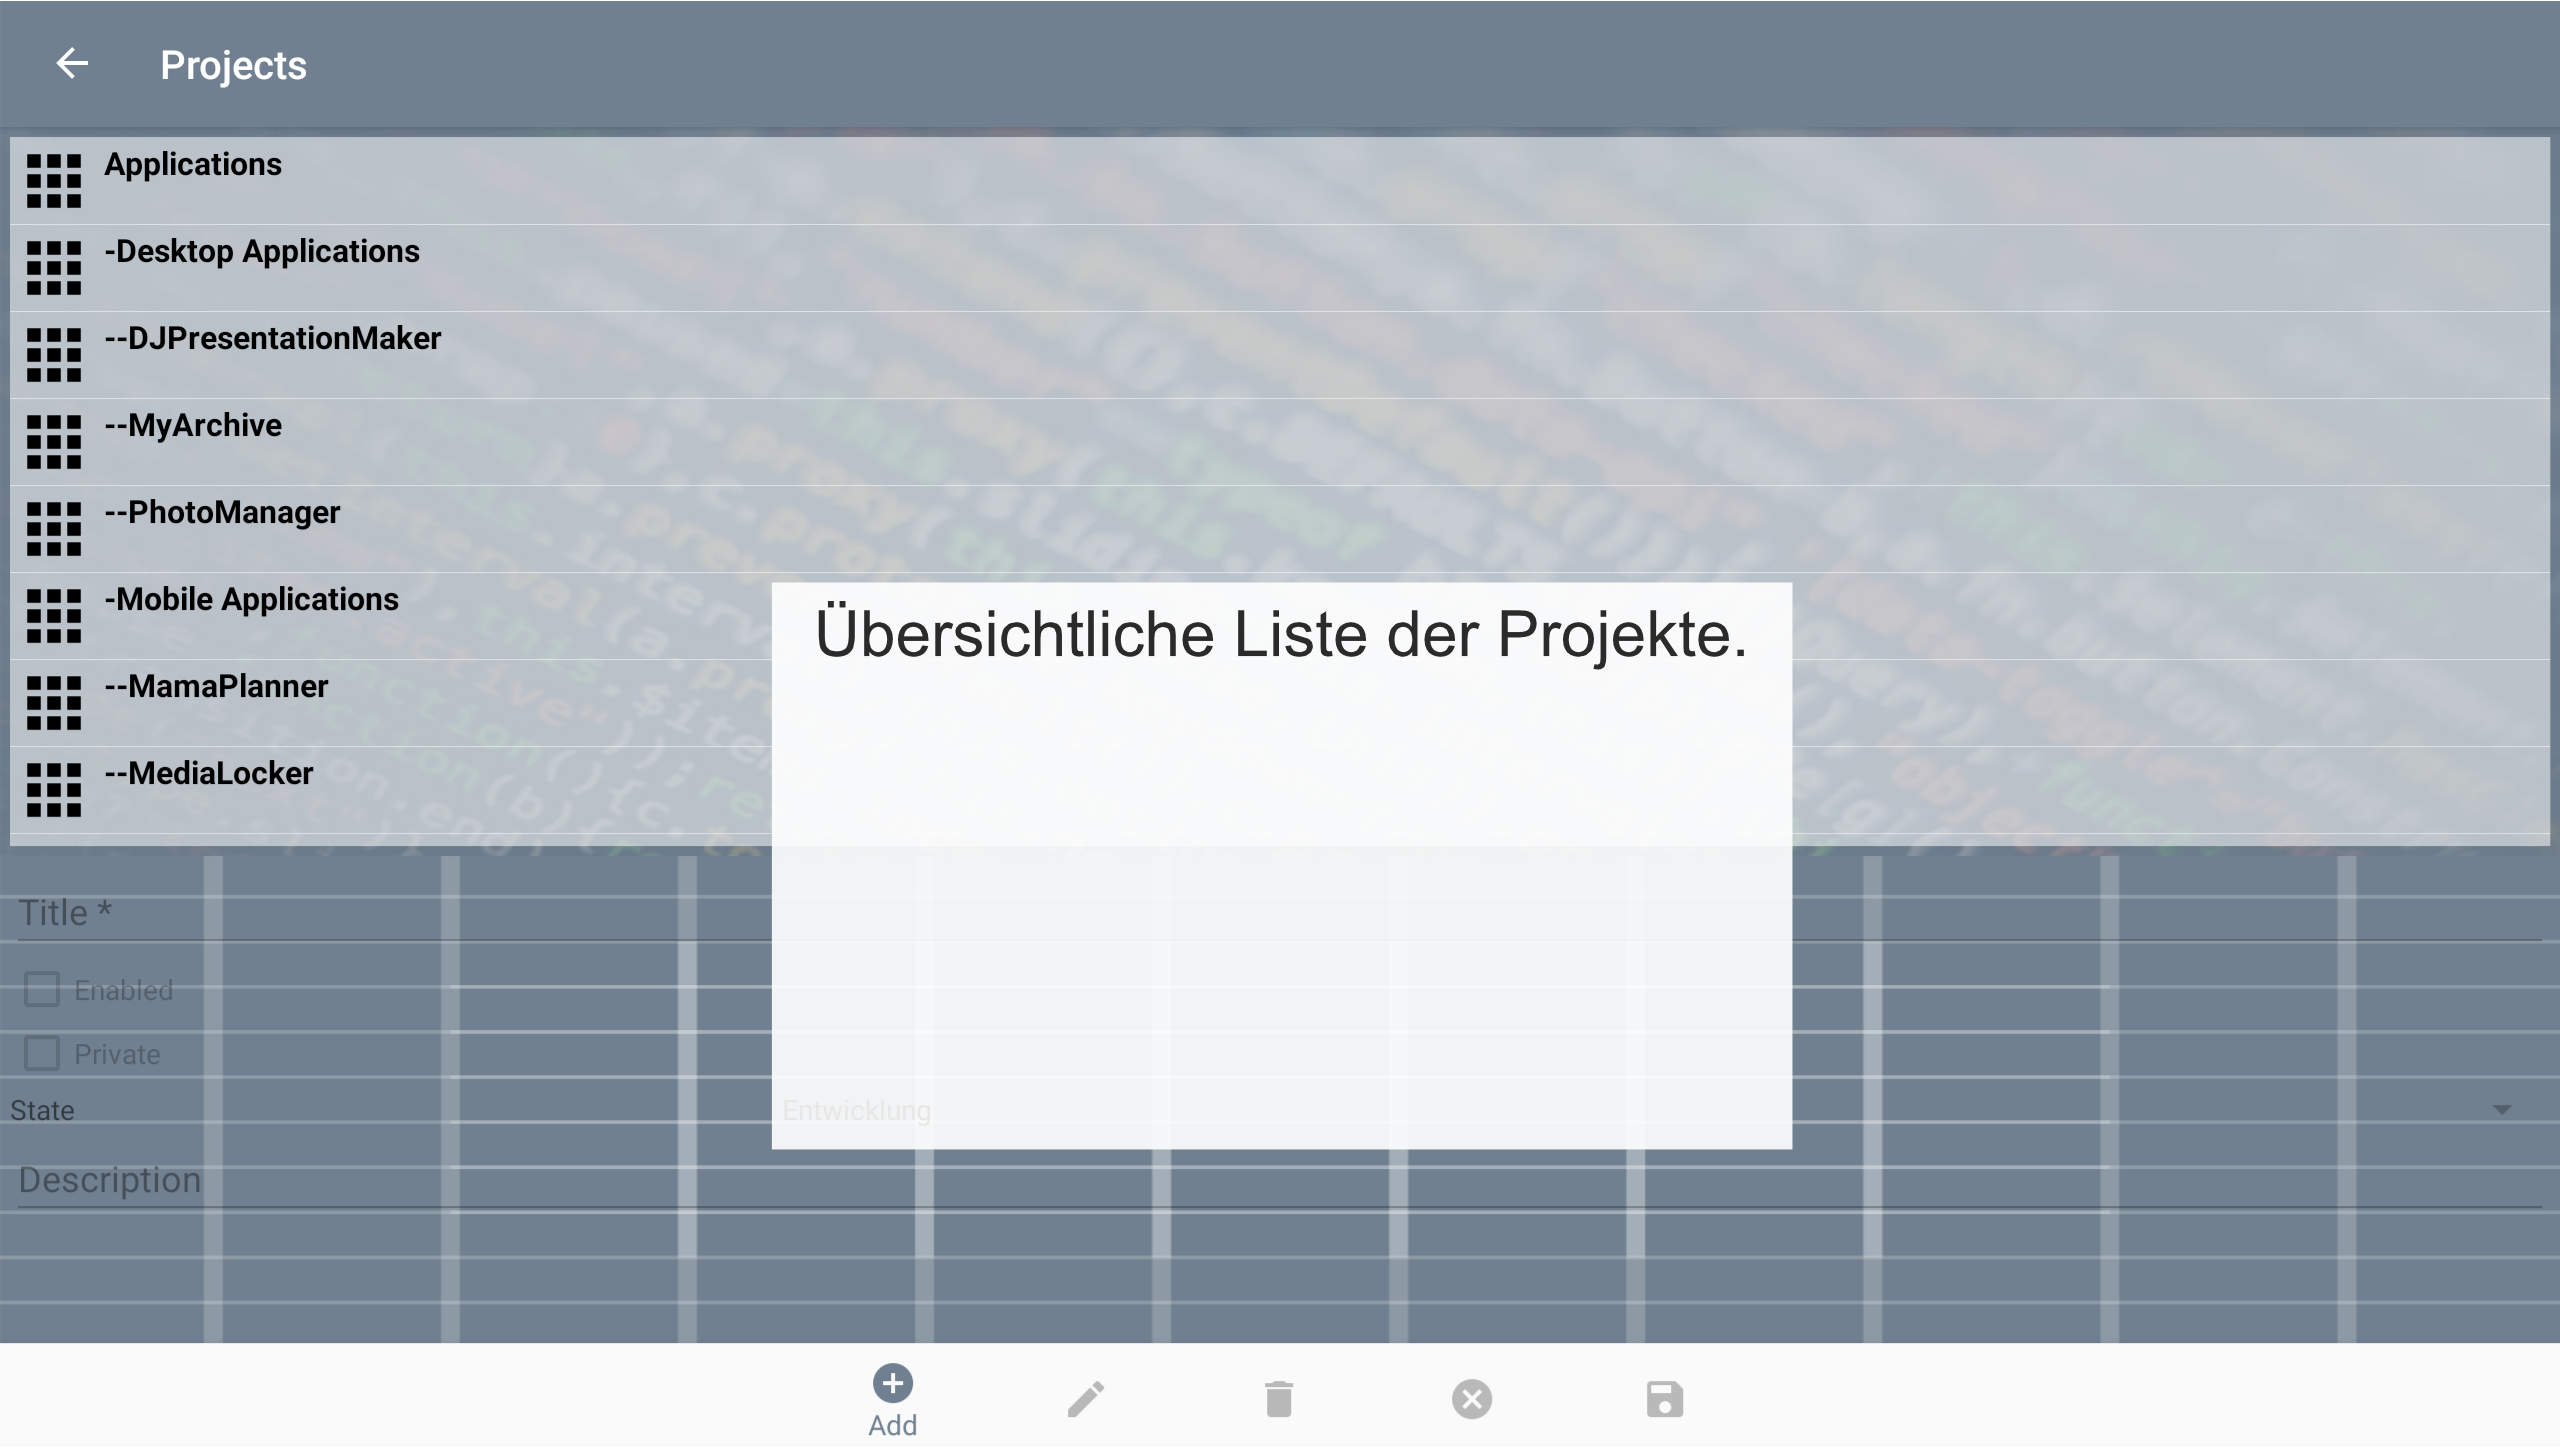 Projects
Applications
-Desktop Applications
--DJPresentationMaker
--MyArchive
--PhotoManager
-Mobile Applications
--MamaPlanner
--MediaLocker
Übersichtliche Liste der Projekte.
Title *
Enabled
Private
State
Entwicklung
Description
Add